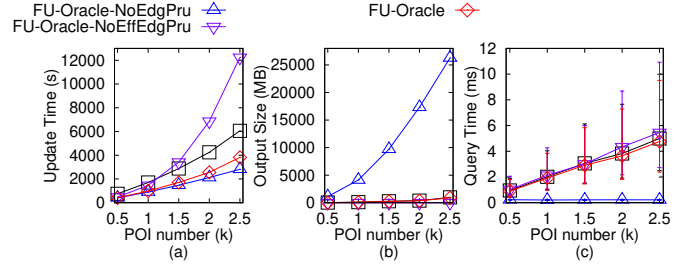 FU-Oracle-NoEdgPru FU-Oracle
FU-Oracle-NoEffEdgPru
Update Time (s)
12000
10000
8000
6000
4000
2000
0
0.5 1 1.5 2 2.5
POI number (k)
(a)
Output Size (MB)
25000
20000
15000
10000
5000
0
0.5 1 1.5 2 2.5
POI number (k)
(b)
Query Time (ms)
12
10
8
6
4
2
0
0.5 1 1.5 2 2.5
POI number (k)
(c)